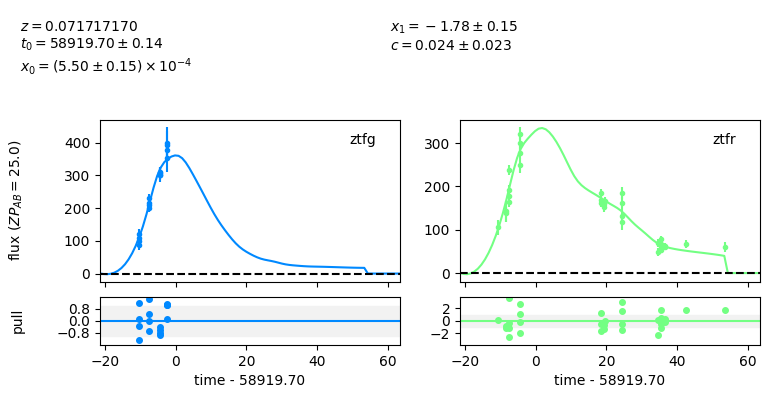 z = 0.071717170
t0 = 58919.70 ± 0.14
x0 = (5.50 ± 0.15) × 10⁻⁴
x1 = −1.78 ± 0.15
c = 0.024 ± 0.023
flux (ZP_AB = 25.0)
400
300
200
100
0
ztfg
300
200
100
0
ztfr
pull
0.8
0.0
−0.8
−20 0 20 40 60
time - 58919.70
2
0
−2
−20 0 20 40 60
time - 58919.70